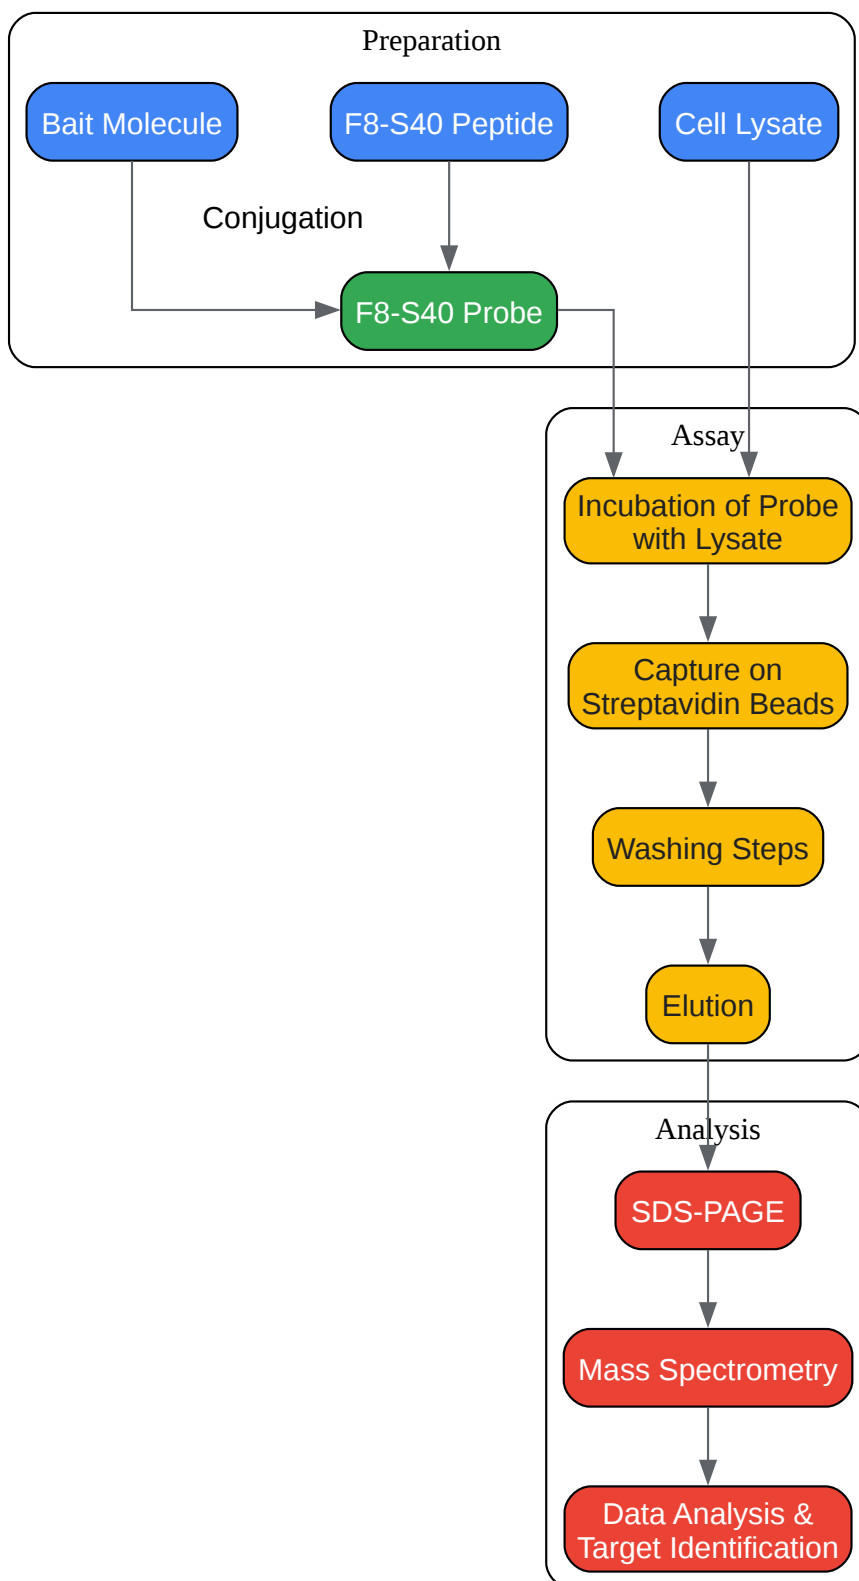 Preparation
Bait Molecule
F8-S40 Peptide
Cell Lysate
Conjugation
F8-S40 Probe
Assay
Incubation of Probe
with Lysate
Capture on
Streptavidin Beads
Washing Steps
Elution
Analysis
SDS-PAGE
Mass Spectrometry
Data Analysis &
Target Identification